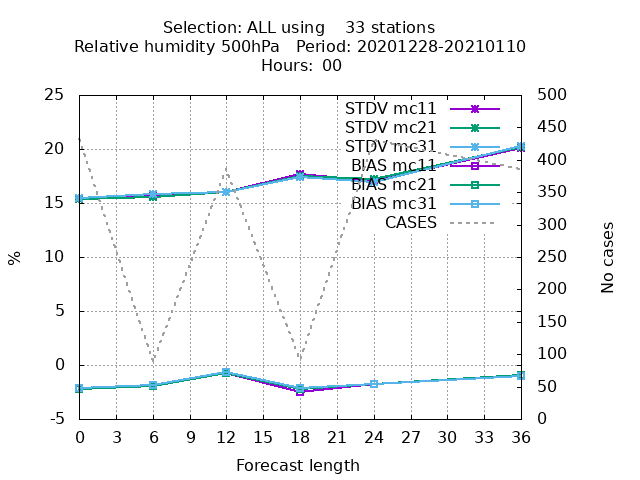 Selection: ALL using 33 stations
Relative humidity 500hPa Period: 20201228-20210110
Hours: 00
25 500
STDV mc11
STDV mc21 450
20 STDV mc31 400
BIAS mc11
BIAS mc21 350
15 BIAS mc31
CASES 300
10 250
% No cases
200
5 150
0 100
50
-5 0
0 3 6 9 12 15 18 21 24 27 30 33 36
Forecast length